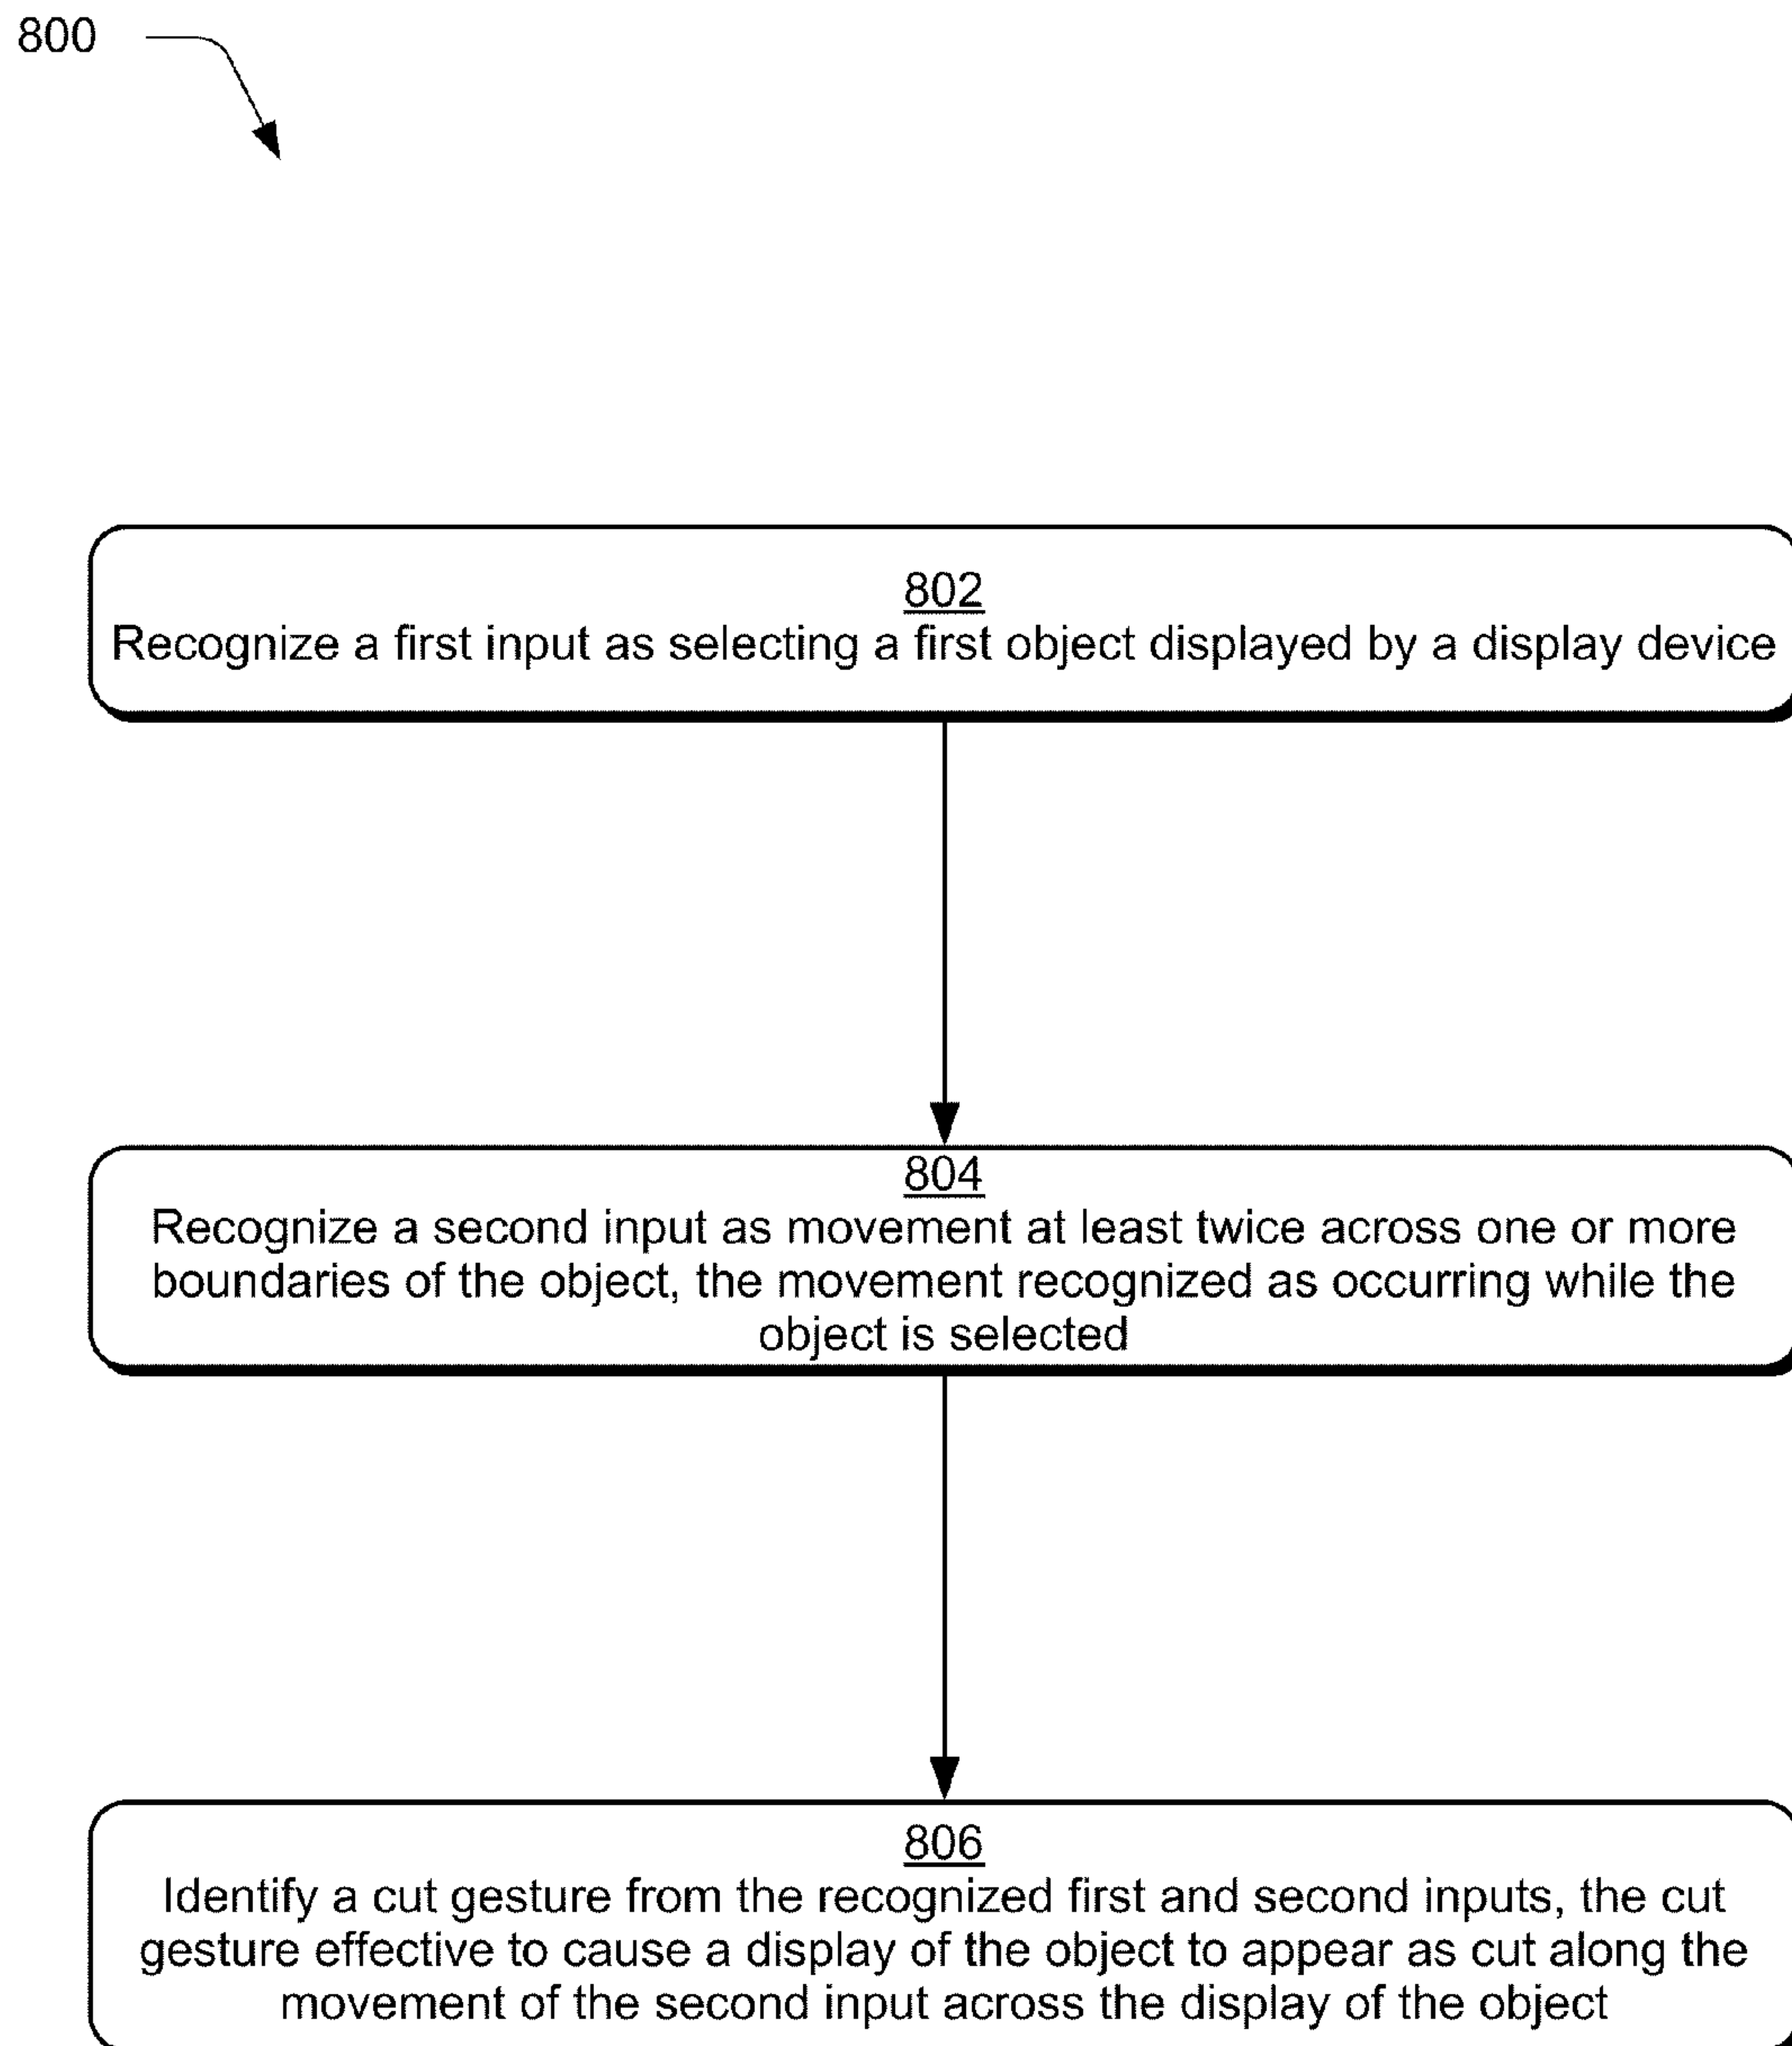 800
802
Recognize a first input as selecting a first object displayed by a display device
804
Recognize a second input as movement at least twice across one or more
boundaries of the object, the movement recognized as occurring while the
object is selected
806
Identify a cut gesture from the recognized first and second inputs, the cut
gesture effective to cause a display of the object to appear as cut along the
movement of the second input across the display of the object